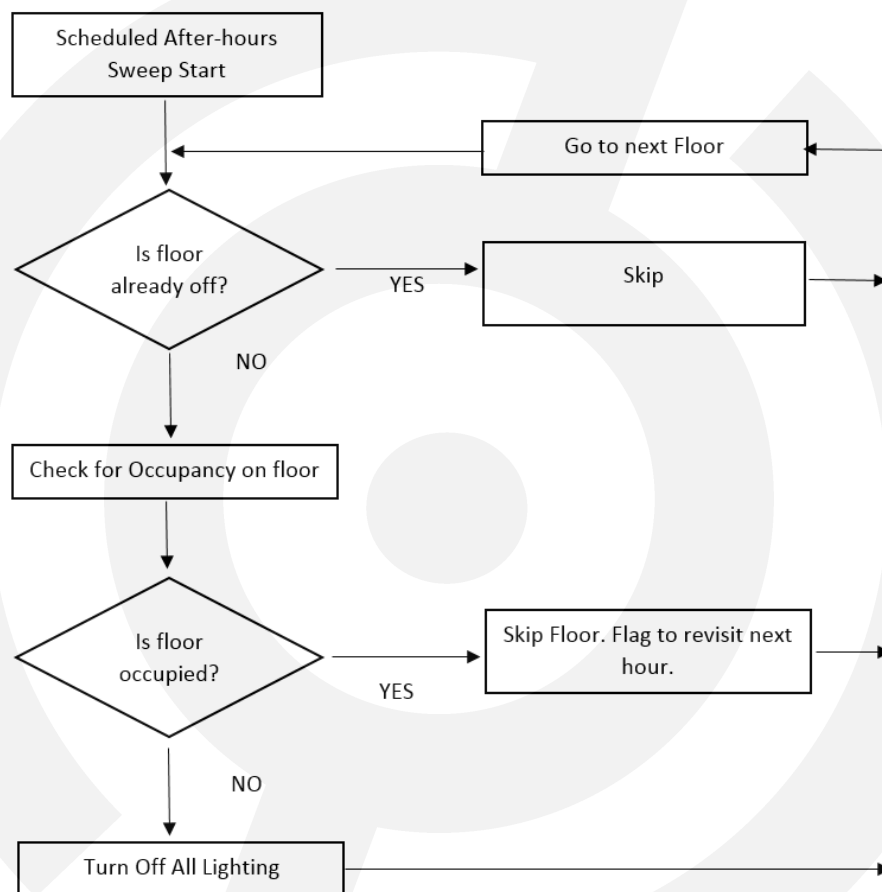 Scheduled After-hours
Sweep Start
Go to next Floor
Is floor
already off?
YES
Skip
NO
Check for Occupancy on floor
Is floor
occupied?
YES
Skip Floor. Flag to revisit next
hour.
NO
Turn Off All Lighting